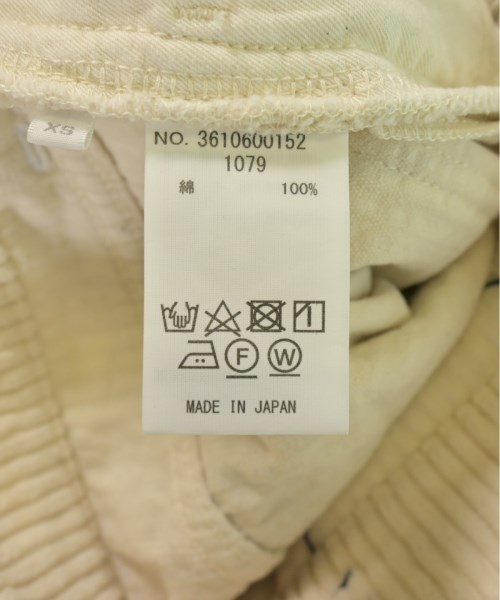 XS
NO. 3610600152
1079
綿 100%
F W
MADE IN JAPAN